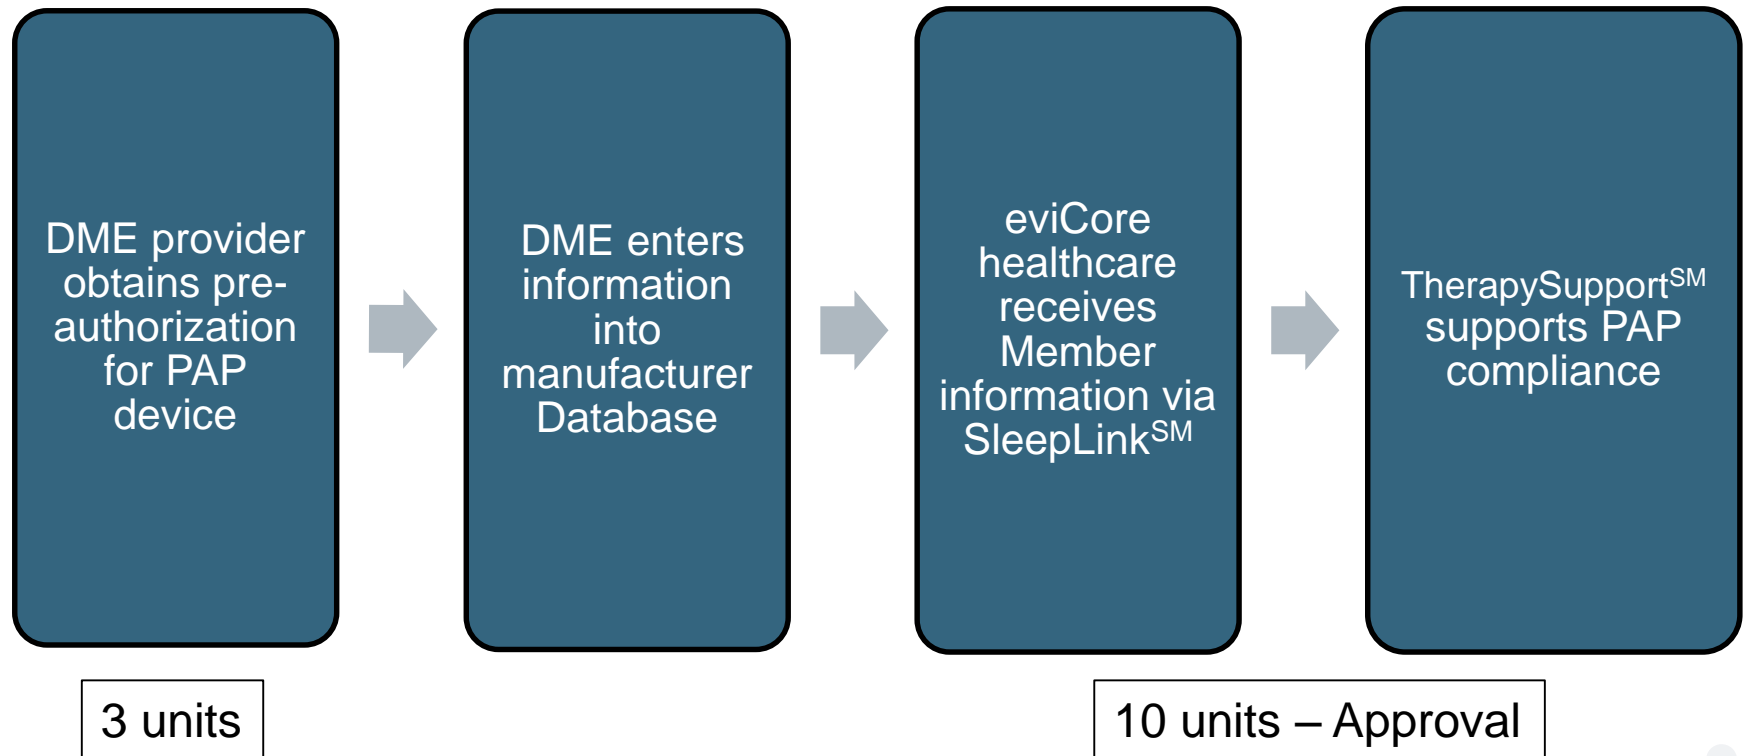 DME provider
obtains pre-
authorization
for PAP
device
DME enters
information
into
manufacturer
Database
eviCore
healthcare
receives
Member
information via
SleepLinkSM
TherapySupportSM
supports PAP
compliance
3 units
10 units – Approval